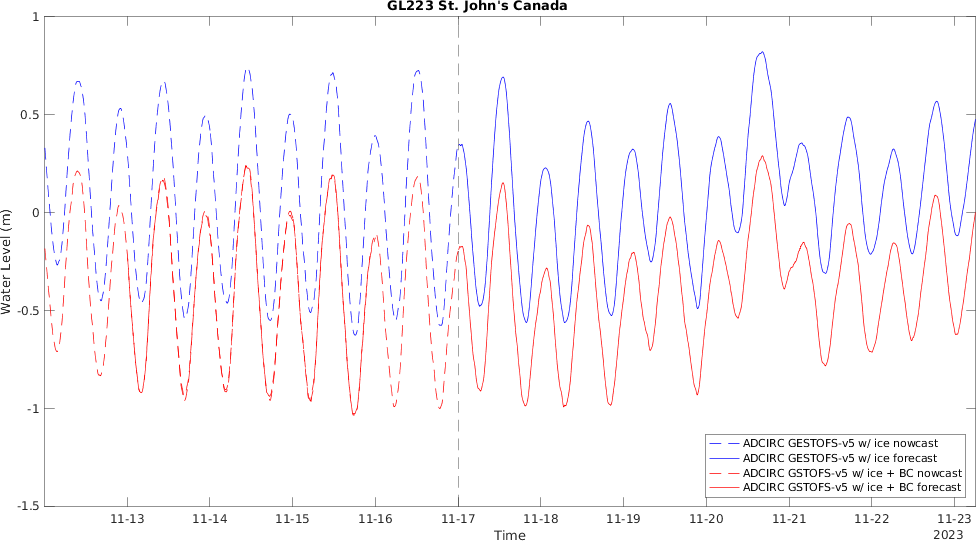 GL223 St. John's Canada
Water Level (m)
1
0.5
0
-0.5
-1
-1.5
ADCIRC GESTOFS-v5 w/ ice nowcast
ADCIRC GESTOFS-v5 w/ ice forecast
ADCIRC GSTOFS-v5 w/ ice + BC nowcast
ADCIRC GSTOFS-v5 w/ ice + BC forecast
11-13 11-14 11-15 11-16 11-17 11-18 11-19 11-20 11-21 11-22 11-23
Time
2023